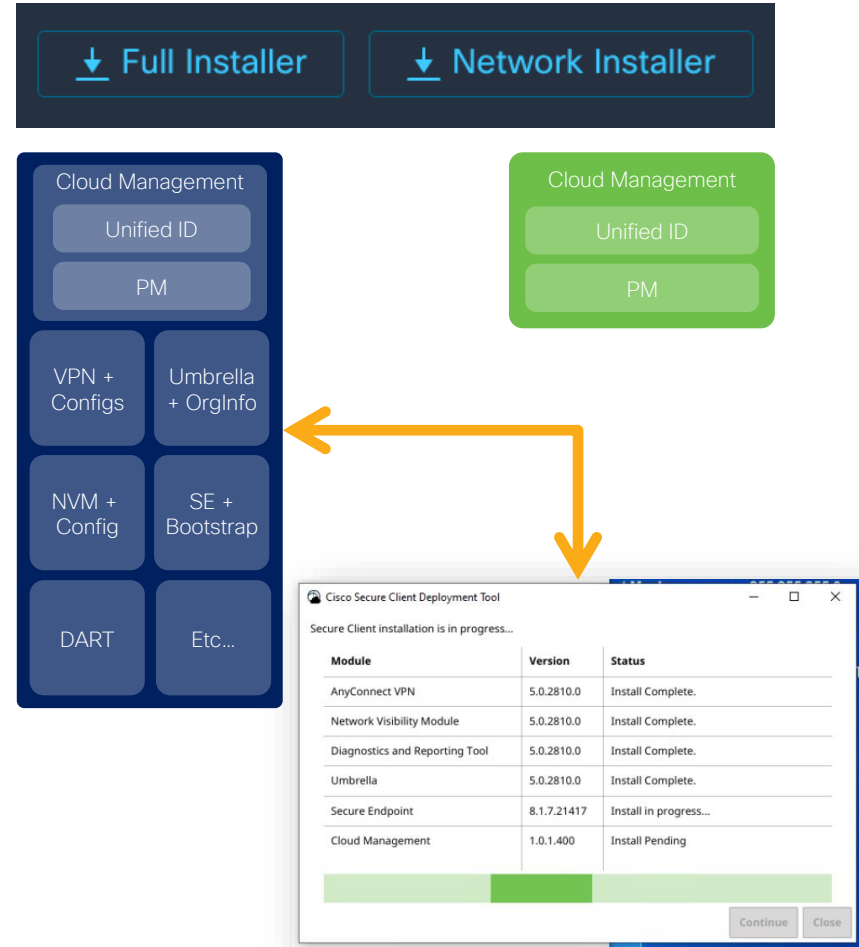 Full Installer
Network Installer
Cloud Management
Unified ID
PM
VPN +
Configs
Umbrella
+ OrgInfo
NVM +
Config
SE +
Bootstrap
DART
Etc…
Cloud Management
Unified ID
PM
Cisco Secure Client Deployment Tool
Secure Client installation is in progress...
Module Version Status
AnyConnect VPN 5.0.2810.0 Install Complete.
Network Visibility Module 5.0.2810.0 Install Complete.
Diagnostics and Reporting Tool 5.0.2810.0 Install Complete.
Umbrella 5.0.2810.0 Install Complete.
Secure Endpoint 8.1.7.21417 Install in progress...
Cloud Management 1.0.1.400 Install Pending
Continue Close